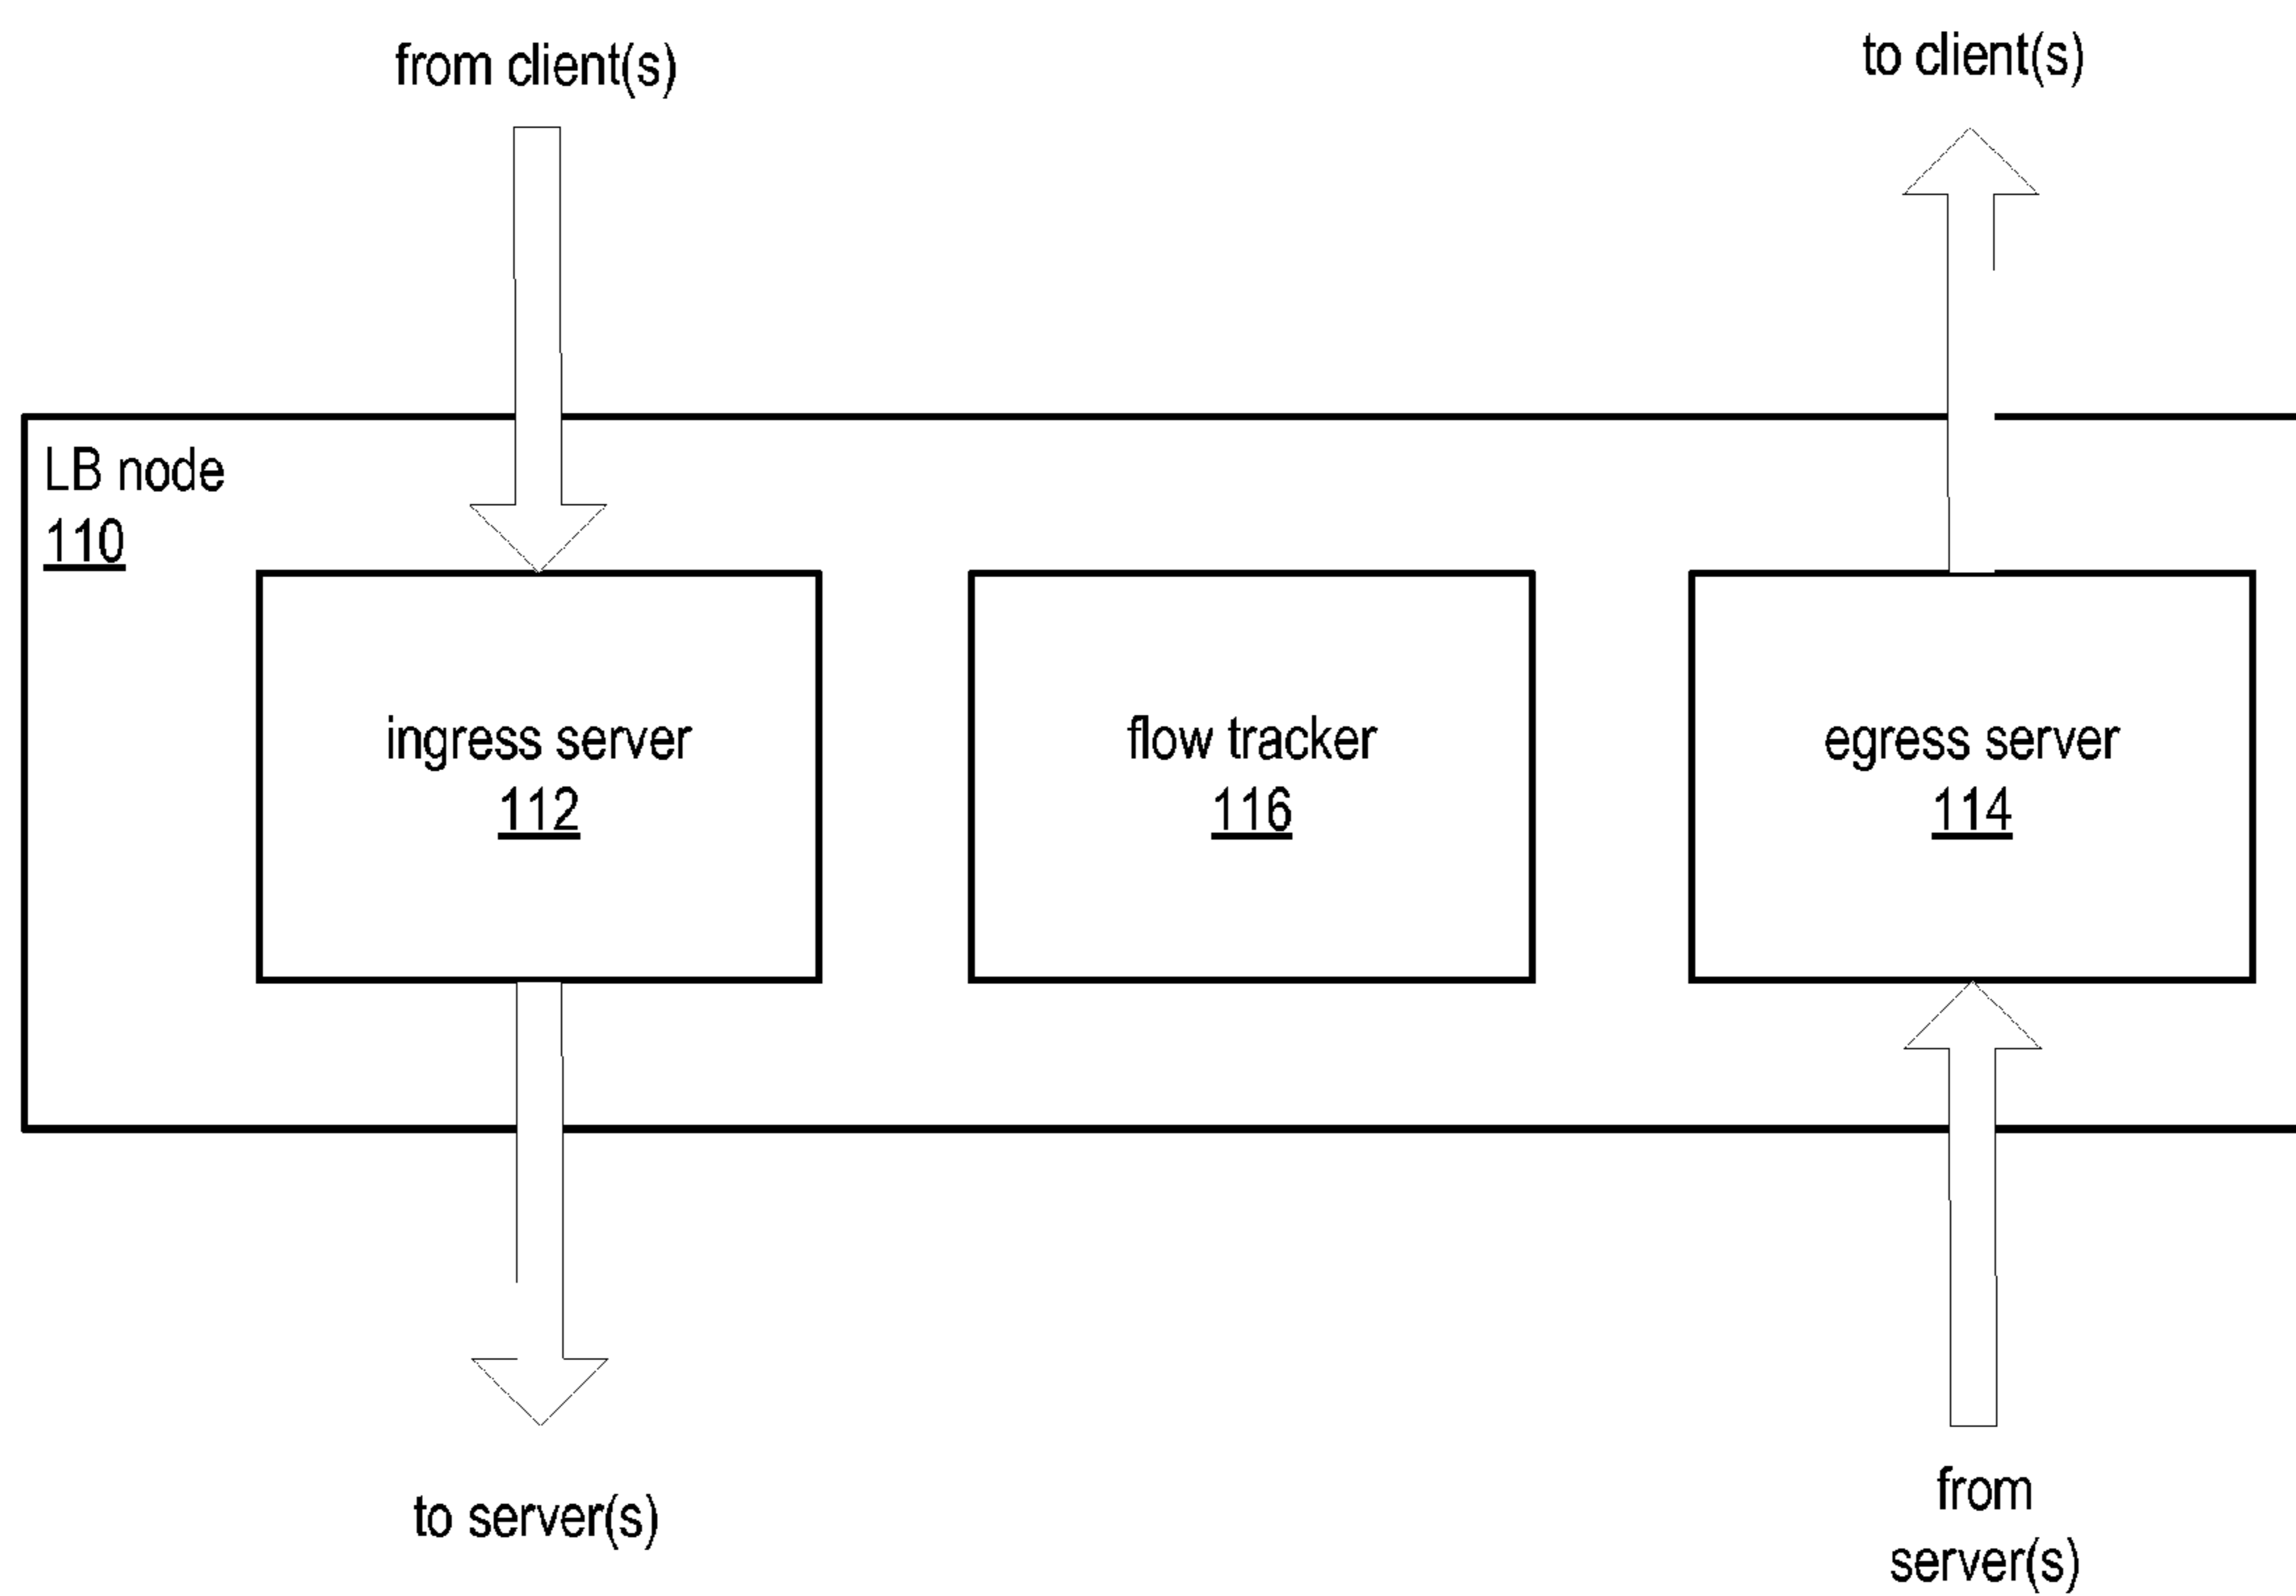 from client(s)
to client(s)
LB node
110
ingress server
112
flow tracker
116
egress server
114
to server(s)
from
server(s)